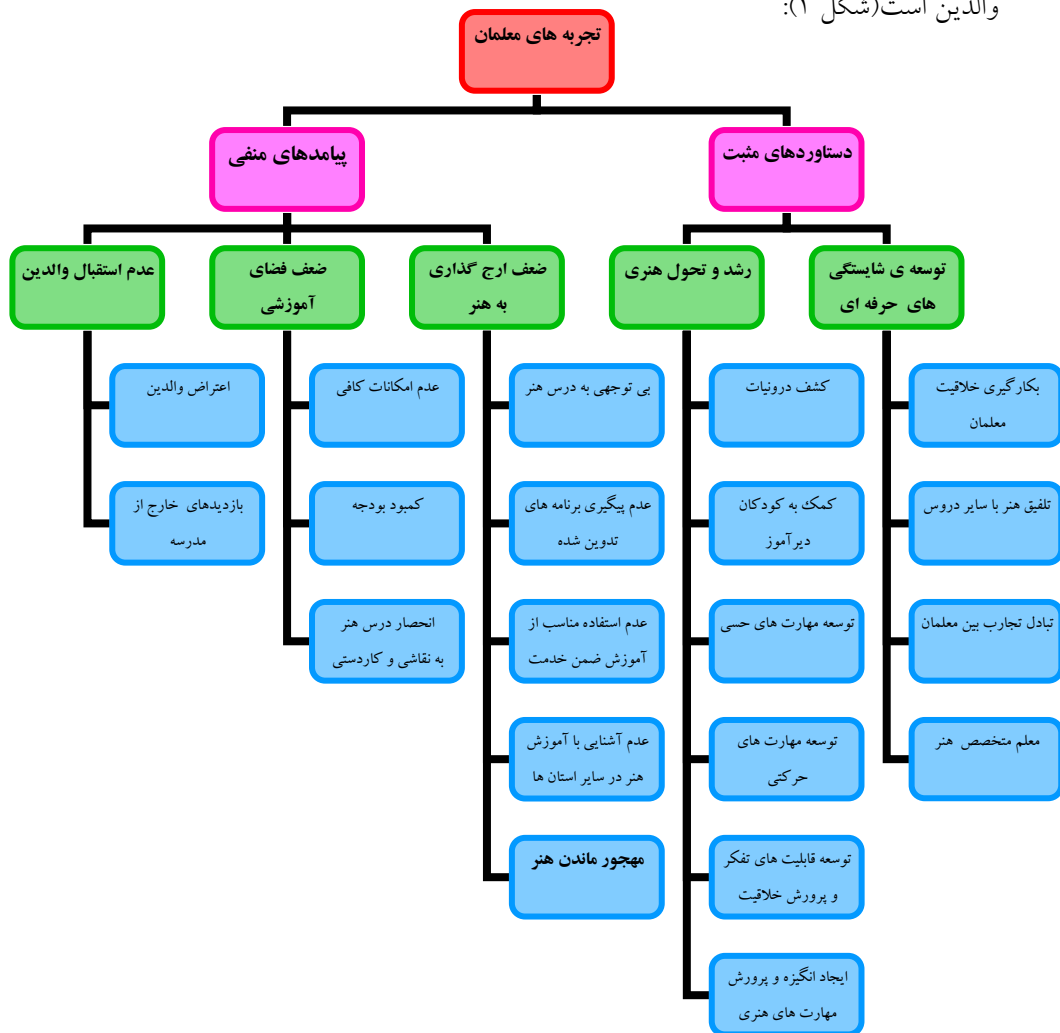 والدین است(شکل ۱):
تجربه های معلمان
دستاوردهای مثبت
پیامدهای منفی
توسعه ی شایستگی
های حرفه ای
رشد و تحول هنری
ضعف ارج گذاری
به هنر
ضعف فضای
آموزشی
عدم استقبال والدین
بکارگیری خلاقیت
معلمان
تلفیق هنر با سایر دروس
تبادل تجارب بین معلمان
معلم متخصص هنر
کشف درونیات
کمک به کودکان
دیرآموز
توسعه مهارت های حسی
توسعه مهارت های
حرکتی
توسعه قابلیت های تفکر
و پرورش خلاقیت
ایجاد انگیزه و پرورش
مهارت های هنری
بی توجهی به درس هنر
عدم پیگیری برنامه های
تدوین شده
عدم استفاده مناسب از
آموزش ضمن خدمت
عدم آشنایی با آموزش
هنر در سایر استان ها
مهجور ماندن هنر
عدم امکانات کافی
کمبود بودجه
انحصار درس هنر
به نقاشی و کاردستی
اعتراض والدین
بازدیدهای خارج از
مدرسه